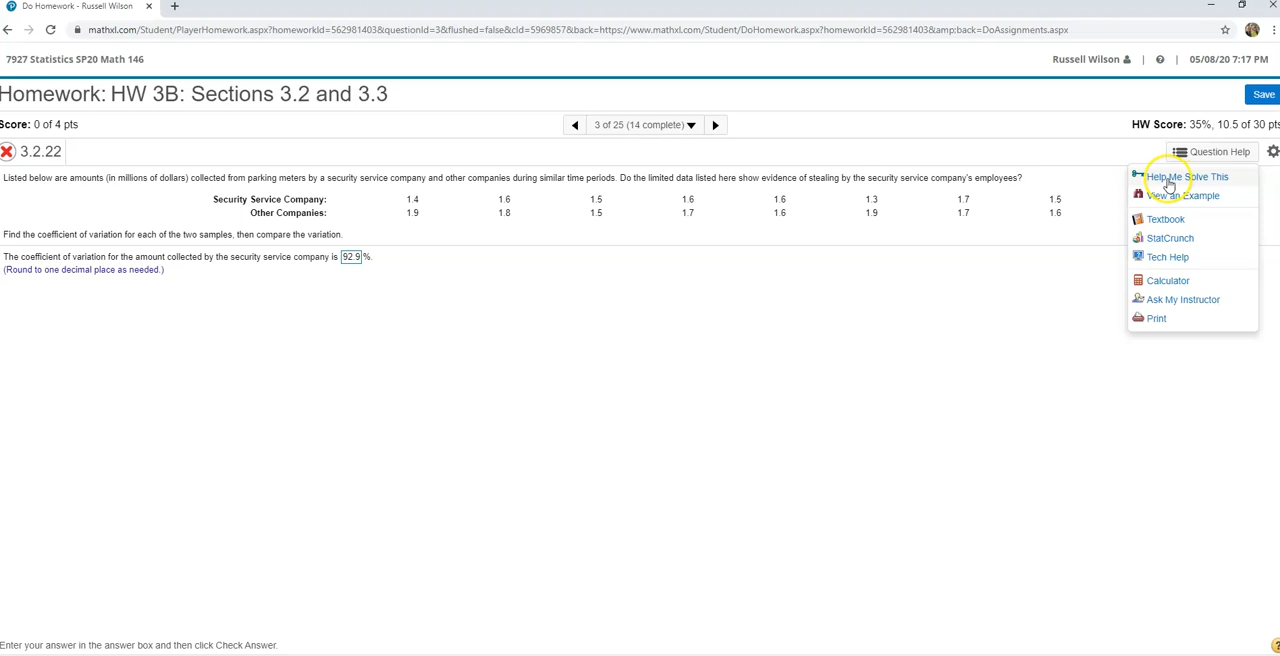 Do Homework - Russell Wilson
mathxl.com/Student/PlayerHomework.aspx?homeworkId=562981403&questionId=3&flushed=false&cId=5969857&back=https://www.mathxl.com/Student/DoHomework.aspx?homeworkId=562981403&amp;back=DoAssignments.aspx
7927 Statistics SP20 Math 146
Russell Wilson | ? | 05/08/20 7:17 PM
Homework: HW 3B: Sections 3.2 and 3.3
Save
Score: 0 of 4 pts
3 of 25 (14 complete)
HW Score: 35%, 10.5 of 30 pts
3.2.22
Question Help
Listed below are amounts (in millions of dollars) collected from parking meters by a security service company and other companies during similar time periods. Do the limited data listed here show evidence of stealing by the security service company's employees?
Security Service Company: 1.4 1.6 1.5 1.6 1.6 1.3 1.7 1.5
Other Companies: 1.9 1.8 1.5 1.7 1.6 1.9 1.7 1.6
Find the coefficient of variation for each of the two samples, then compare the variation.
The coefficient of variation for the amount collected by the security service company is 92.9%.
(Round to one decimal place as needed.)
Help Me Solve This
View an Example
Textbook
StatCrunch
Tech Help
Calculator
Ask My Instructor
Print
Enter your answer in the answer box and then click Check Answer.
?